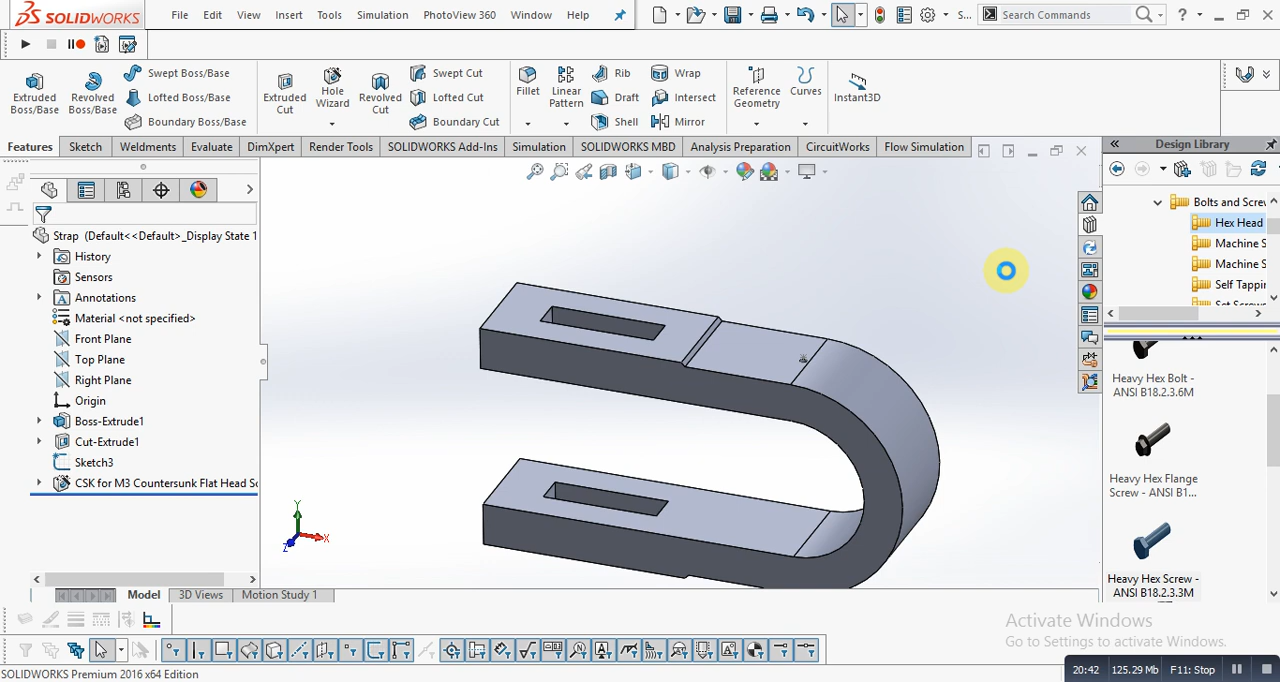 SOLIDWORKS File Edit View Insert Tools Simulation PhotoView 360 Window Help S... Search Commands
Extruded Boss/Base
Revolved Boss/Base
Swept Boss/Base
Lofted Boss/Base
Boundary Boss/Base
Extruded Cut
Hole Wizard
Revolved Cut
Swept Cut
Lofted Cut
Boundary Cut
Fillet
Linear Pattern
Rib
Draft
Shell
Wrap
Intersect
Mirror
Reference Geometry
Curves
Instant3D
Features Sketch Weldments Evaluate DimXpert Render Tools SOLIDWORKS Add-Ins Simulation SOLIDWORKS MBD Analysis Preparation CircuitWorks Flow Simulation
Design Library
Strap (Default<<Default>_Display State 1
History
Sensors
Annotations
Material <not specified>
Front Plane
Top Plane
Right Plane
Origin
Boss-Extrude1
Cut-Extrude1
Sketch3
CSK for M3 Countersunk Flat Head Sc
Y
X
Z
Bolts and Screw
Hex Head
Machine S
Machine S
Self Tappin
Set Screws
Heavy Hex Bolt -
ANSI B18.2.3.6M
Heavy Hex Flange
Screw - ANSI B1...
Heavy Hex Screw -
ANSI B18.2.3.3M
Model 3D Views Motion Study 1
Activate Windows
Go to Settings to activate Windows.
SOLIDWORKS Premium 2016 x64 Edition
20:42 125.29 Mb F11: Stop